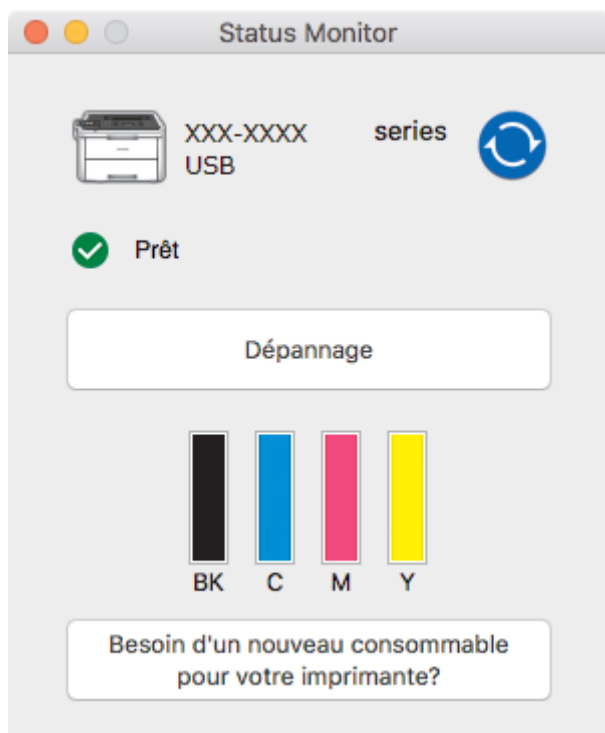 Status Monitor
XXX-XXXX series
USB
Prêt
Dépannage
BK C M Y
Besoin d'un nouveau consommable
pour votre imprimante?